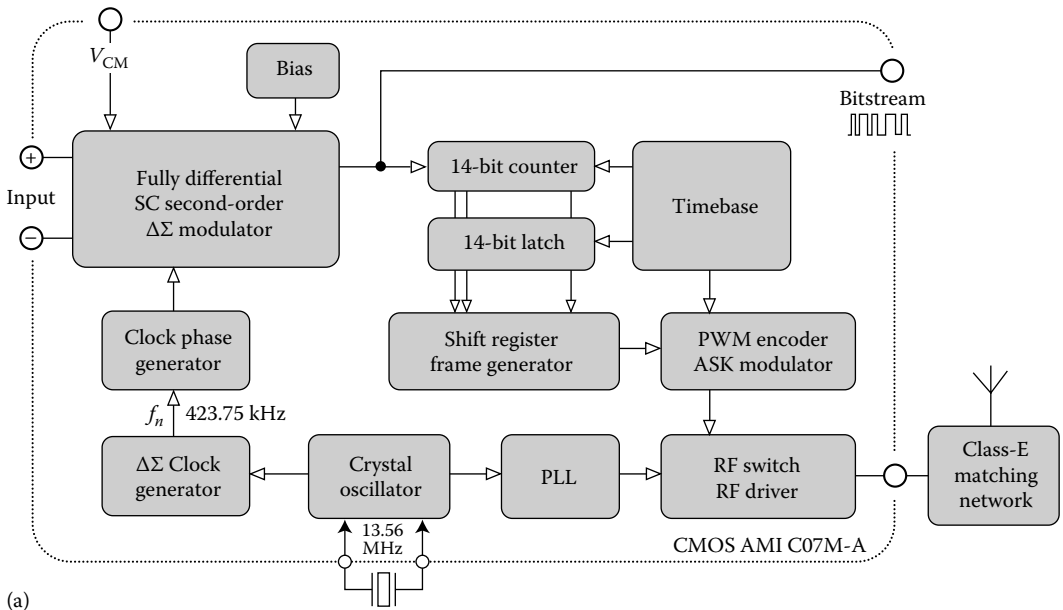 V_CM
Bias
Bitstream
+
Input
−
Fully differential
SC second-order
ΔΣ modulator
14-bit counter
14-bit latch
Timebase
Clock phase
generator
Shift register
frame generator
PWM encoder
ASK modulator
f_n 423.75 kHz
ΔΣ Clock
generator
Crystal
oscillator
PLL
RF switch
RF driver
Class-E
matching
network
13.56
MHz
CMOS AMI C07M-A
(a)